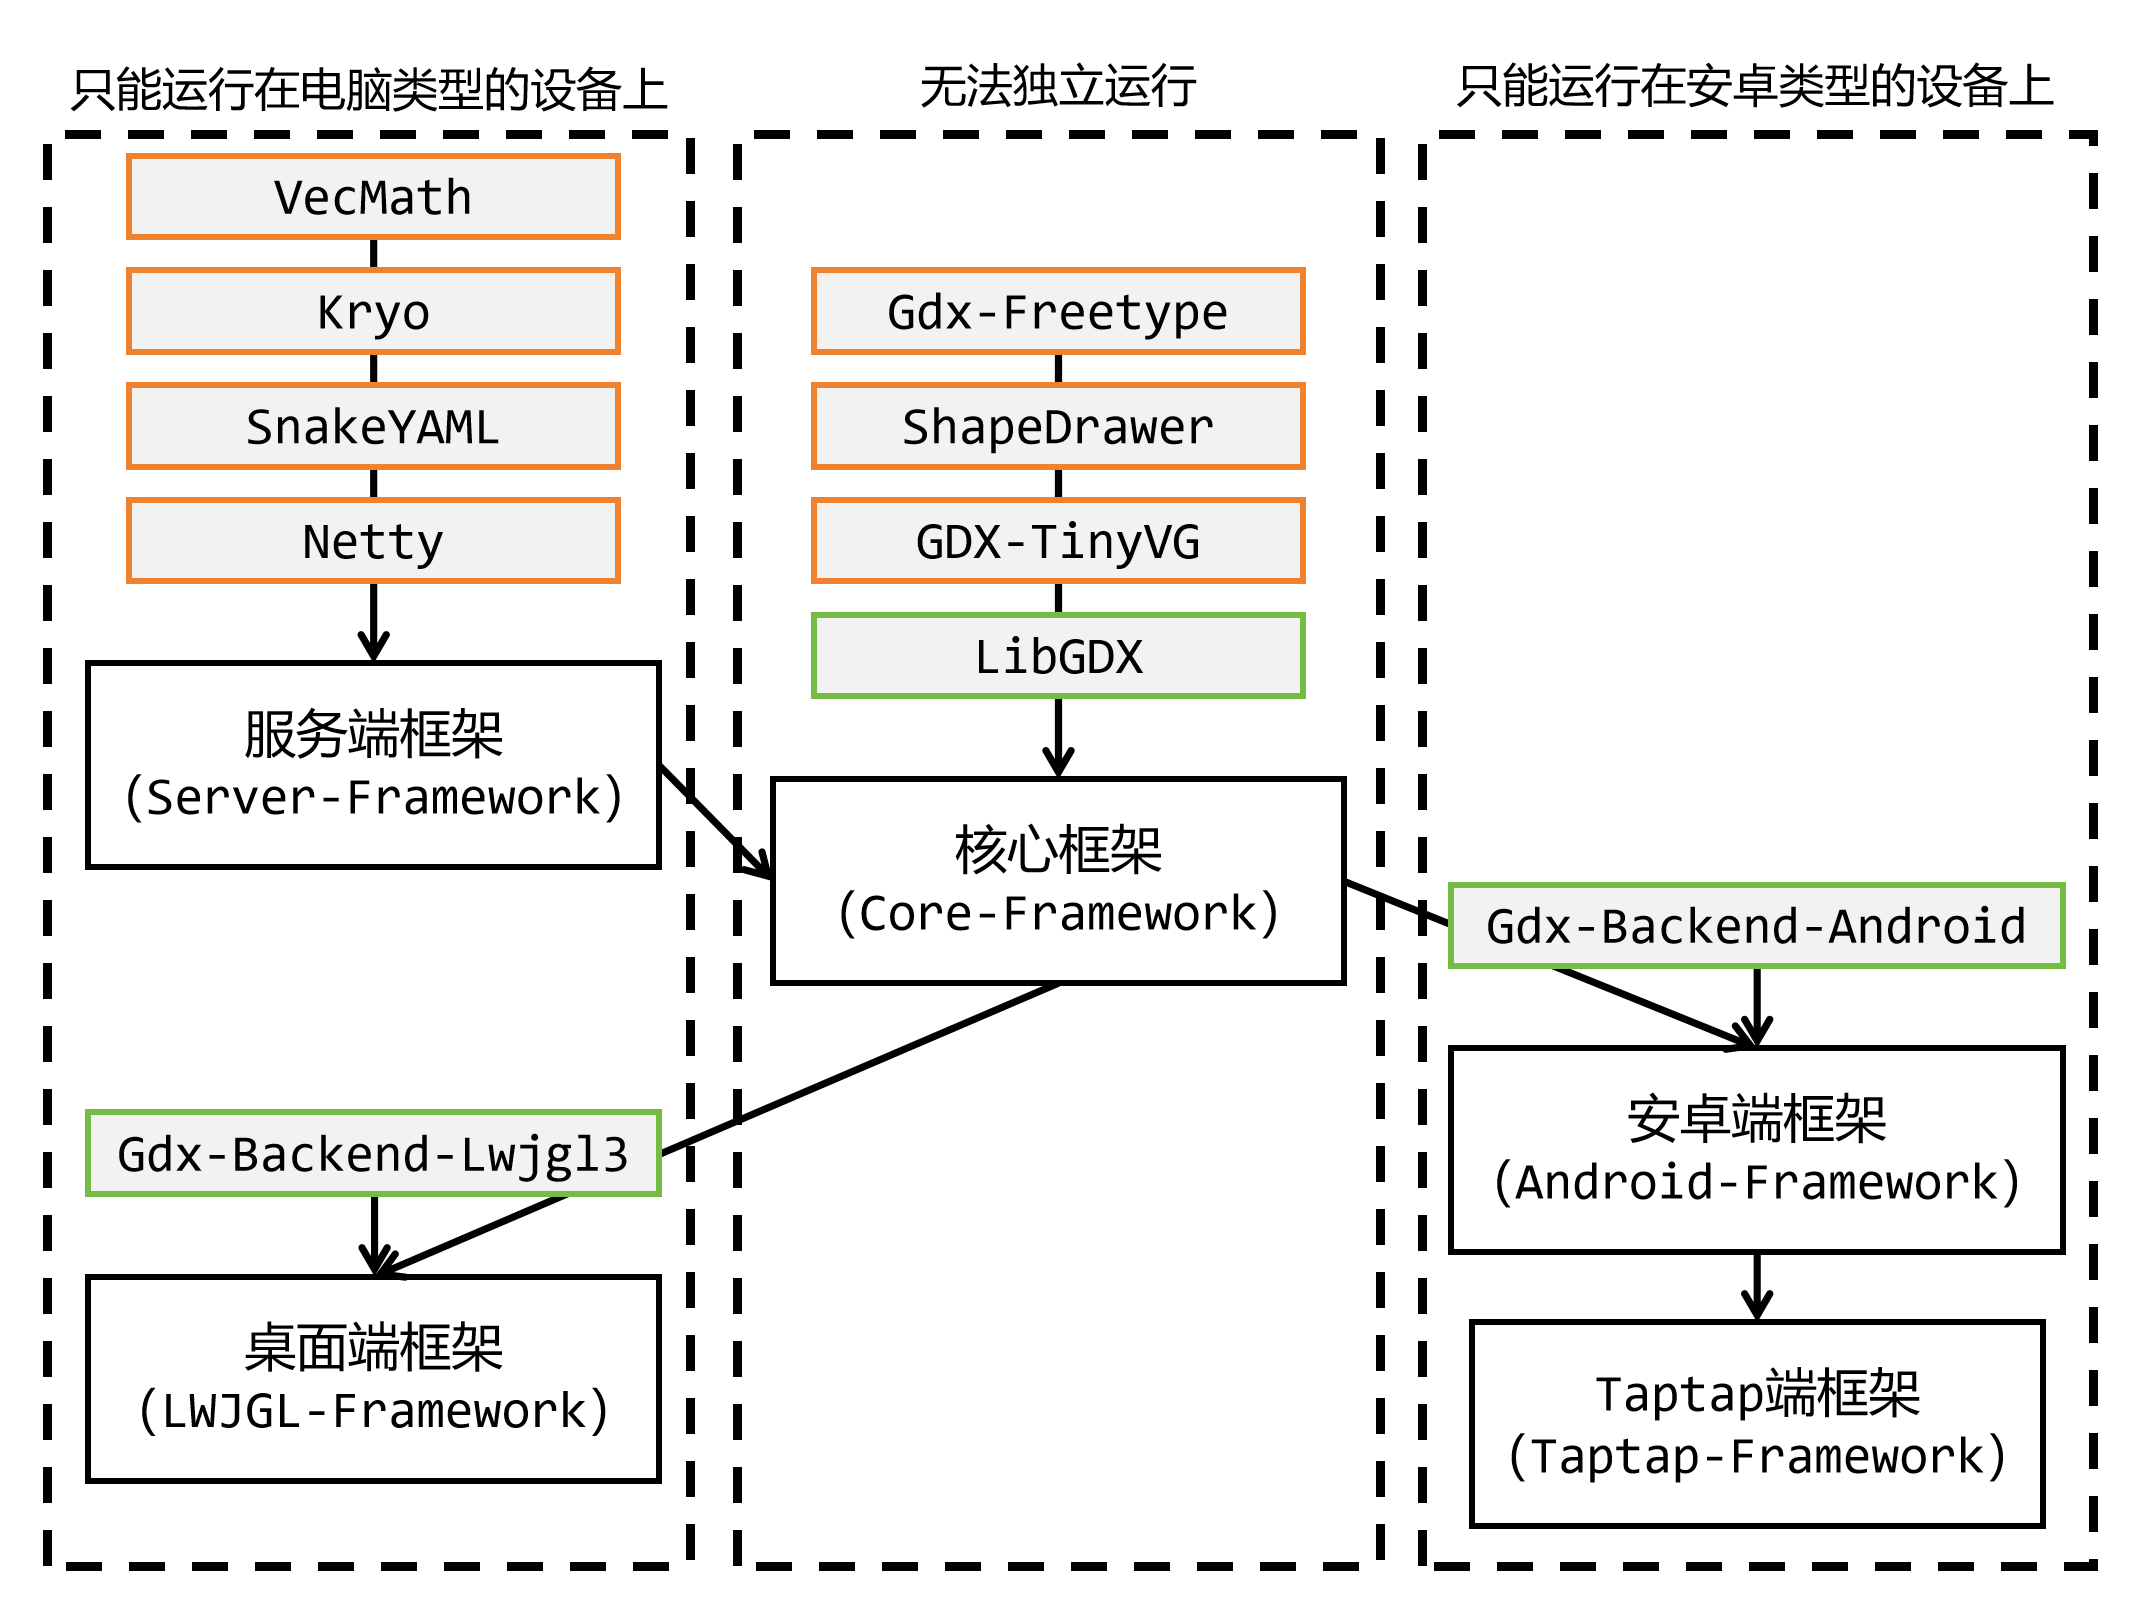 只能运行在电脑类型的设备上
VecMath
Kryo
SnakeYAML
Netty
服务端框架
(Server-Framework)
Gdx-Backend-Lwjgl3
桌面端框架
(LWJGL-Framework)
无法独立运行
Gdx-Freetype
ShapeDrawer
GDX-TinyVG
LibGDX
核心框架
(Core-Framework)
只能运行在安卓类型的设备上
Gdx-Backend-Android
安卓端框架
(Android-Framework)
Taptap端框架
(Taptap-Framework)